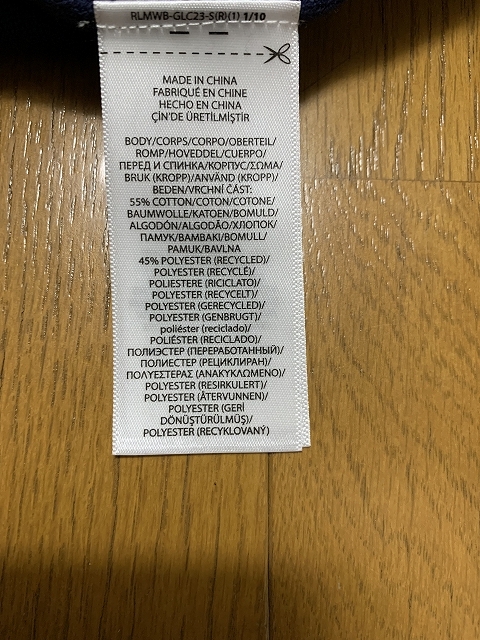 RLMWB-GLC23-S(R)(1) 1/10
MADE IN CHINA
FABRIQUÉ EN CHINE
HECHO EN CHINA
ÇİN'DE ÜRETİLMİŞTİR
BODY/CORPS/CORPO/OBERTEIL/
ROMP/HOVEDDEL/CUERPO/
ПЕРЕД И СПИНКА/КОРПУС/ΣΩΜΑ/
BRUK (KROPP)/ANVÄND (KROPP)/
BEDEN/VRCHNÍ ČÁST:
55% COTTON/COTON/COTONE/
BAUMWOLLE/KATOEN/BOMULD/
ALGODÓN/ALGODÃO/ХЛОПОК/
ПАМУК/ΒΑΜΒΑΚΙ/BOMULL/
PAMUK/BAVLNA
45% POLYESTER (RECYCLED)/
POLYESTER (RECYCLÉ)/
POLIESTERE (RICICLATO)/
POLYESTER (RECYCELT)/
POLYESTER (GERECYCLED)/
POLYESTER (GENBRUGT)/
poliéster (reciclado)/
POLIÉSTER (RECICLADO)/
ПОЛИЭСТЕР (ПЕРЕРАБОТАННЫЙ)/
ПОЛИЕСТЕР (РЕЦИКЛИРАН)/
ΠΟΛΥΕΣΤΕΡΑΣ (ΑΝΑΚΥΚΛΩΜΕΝΟ)/
POLYESTER (RESIRKULERT)/
POLYESTER (ÅTERVUNNEN)/
POLYESTER (GERİ
DÖNÜŞTÜRÜLMÜŞ)/
POLYESTER (RECYKLOVANÝ)